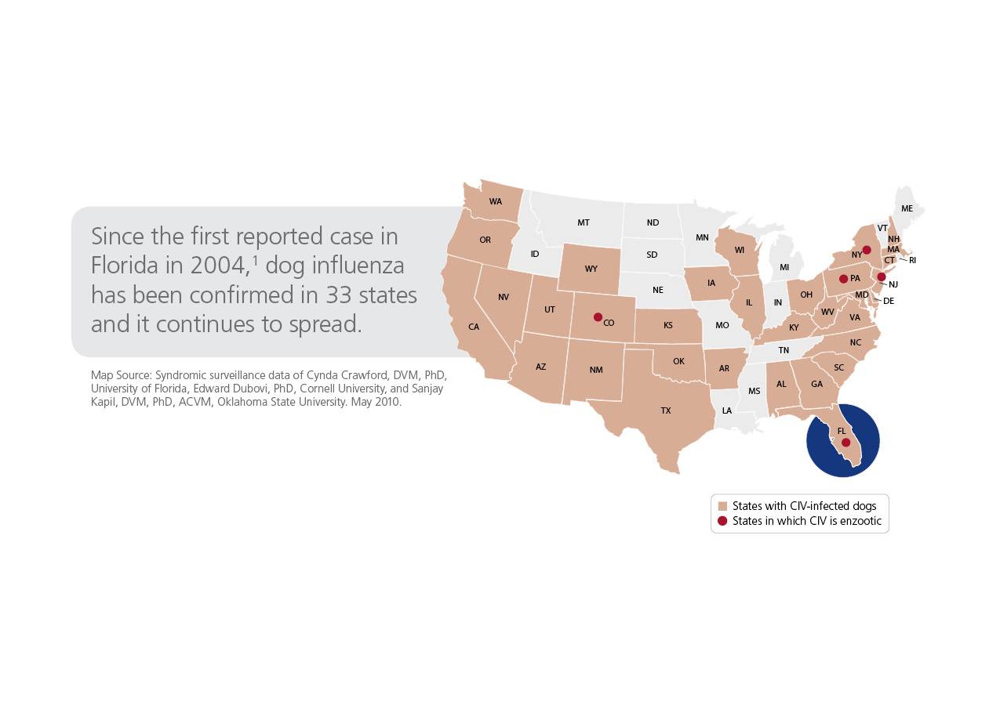 Since the first reported case in
Florida in 2004,¹ dog influenza
has been confirmed in 33 states
and it continues to spread.
Map Source: Syndromic surveillance data of Cynda Crawford, DVM, PhD,
University of Florida, Edward Dubovi, PhD, Cornell University, and Sanjay
Kapil, DVM, PhD, ACVM, Oklahoma State University. May 2010.
WA
OR
CA
NV
ID
MT
WY
UT
AZ
CO
NM
ND
SD
NE
KS
OK
TX
MN
IA
MO
AR
LA
WI
IL
MS
MI
IN
KY
TN
AL
OH
GA
FL
WV
VA
NC
SC
PA
NY
MD
DE
NJ
CT
RI
MA
NH
VT
ME
States with CIV-infected dogs
States in which CIV is enzootic